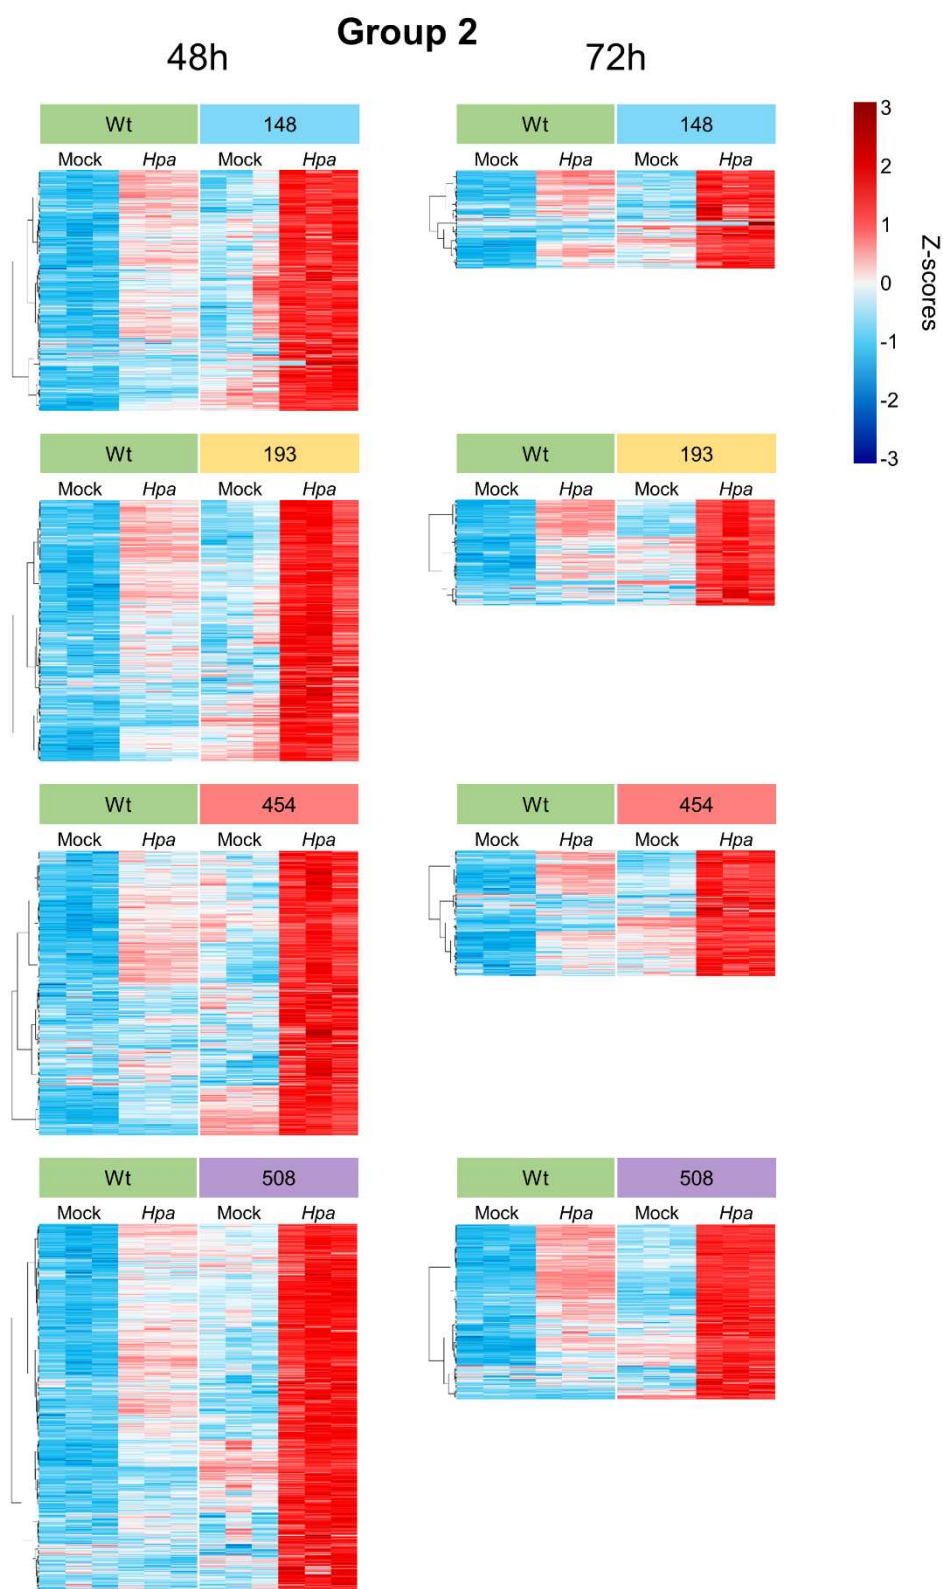 Group 2
48h 72h
Wt 148 Wt 148
Mock Hpa Mock Hpa Mock Hpa Mock Hpa
3
2
1
0
-1
-2
-3
Z-scores
Wt 193 Wt 193
Mock Hpa Mock Hpa Mock Hpa Mock Hpa
Wt 454 Wt 454
Mock Hpa Mock Hpa Mock Hpa Mock Hpa
Wt 508 Wt 508
Mock Hpa Mock Hpa Mock Hpa Mock Hpa